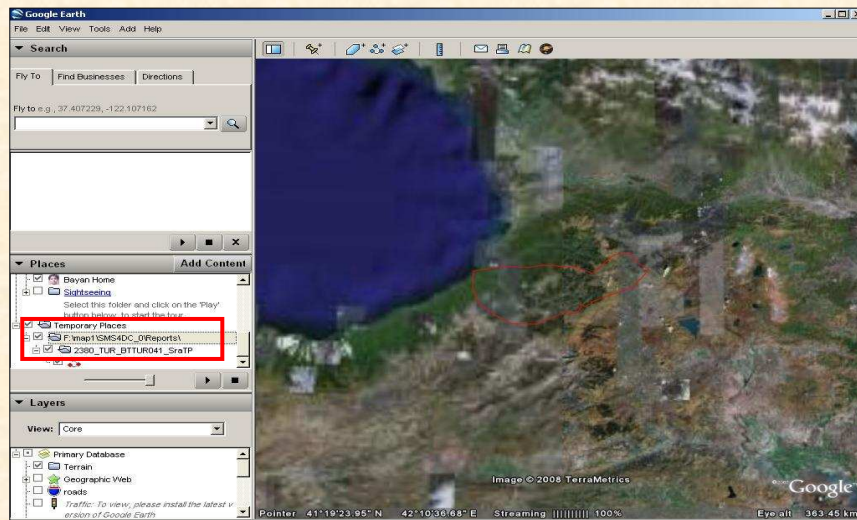 Google Earth
File Edit View Tools Add Help
Search
Fly To Find Businesses Directions
Fly to e.g., 37.407229, -122.107162
Places Add Content
Bayan Home
Sightseeing
Select this folder and click on the 'Play'
button below, to start the tour...
Temporary Places
F:\map1\SMS4DC_0\Reports\
2380_TUR_BTTUR041_SraTP
Layers
View: Core
Primary Database
Terrain
Geographic Web
roads
Traffic: To view, please install the latest v
ersion of Google Earth
Image © 2008 TerraMetrics
Google
Pointer 41°19'23.95" N 42°10'36.68" E Streaming |||||||||| 100% Eye alt 363.45 km